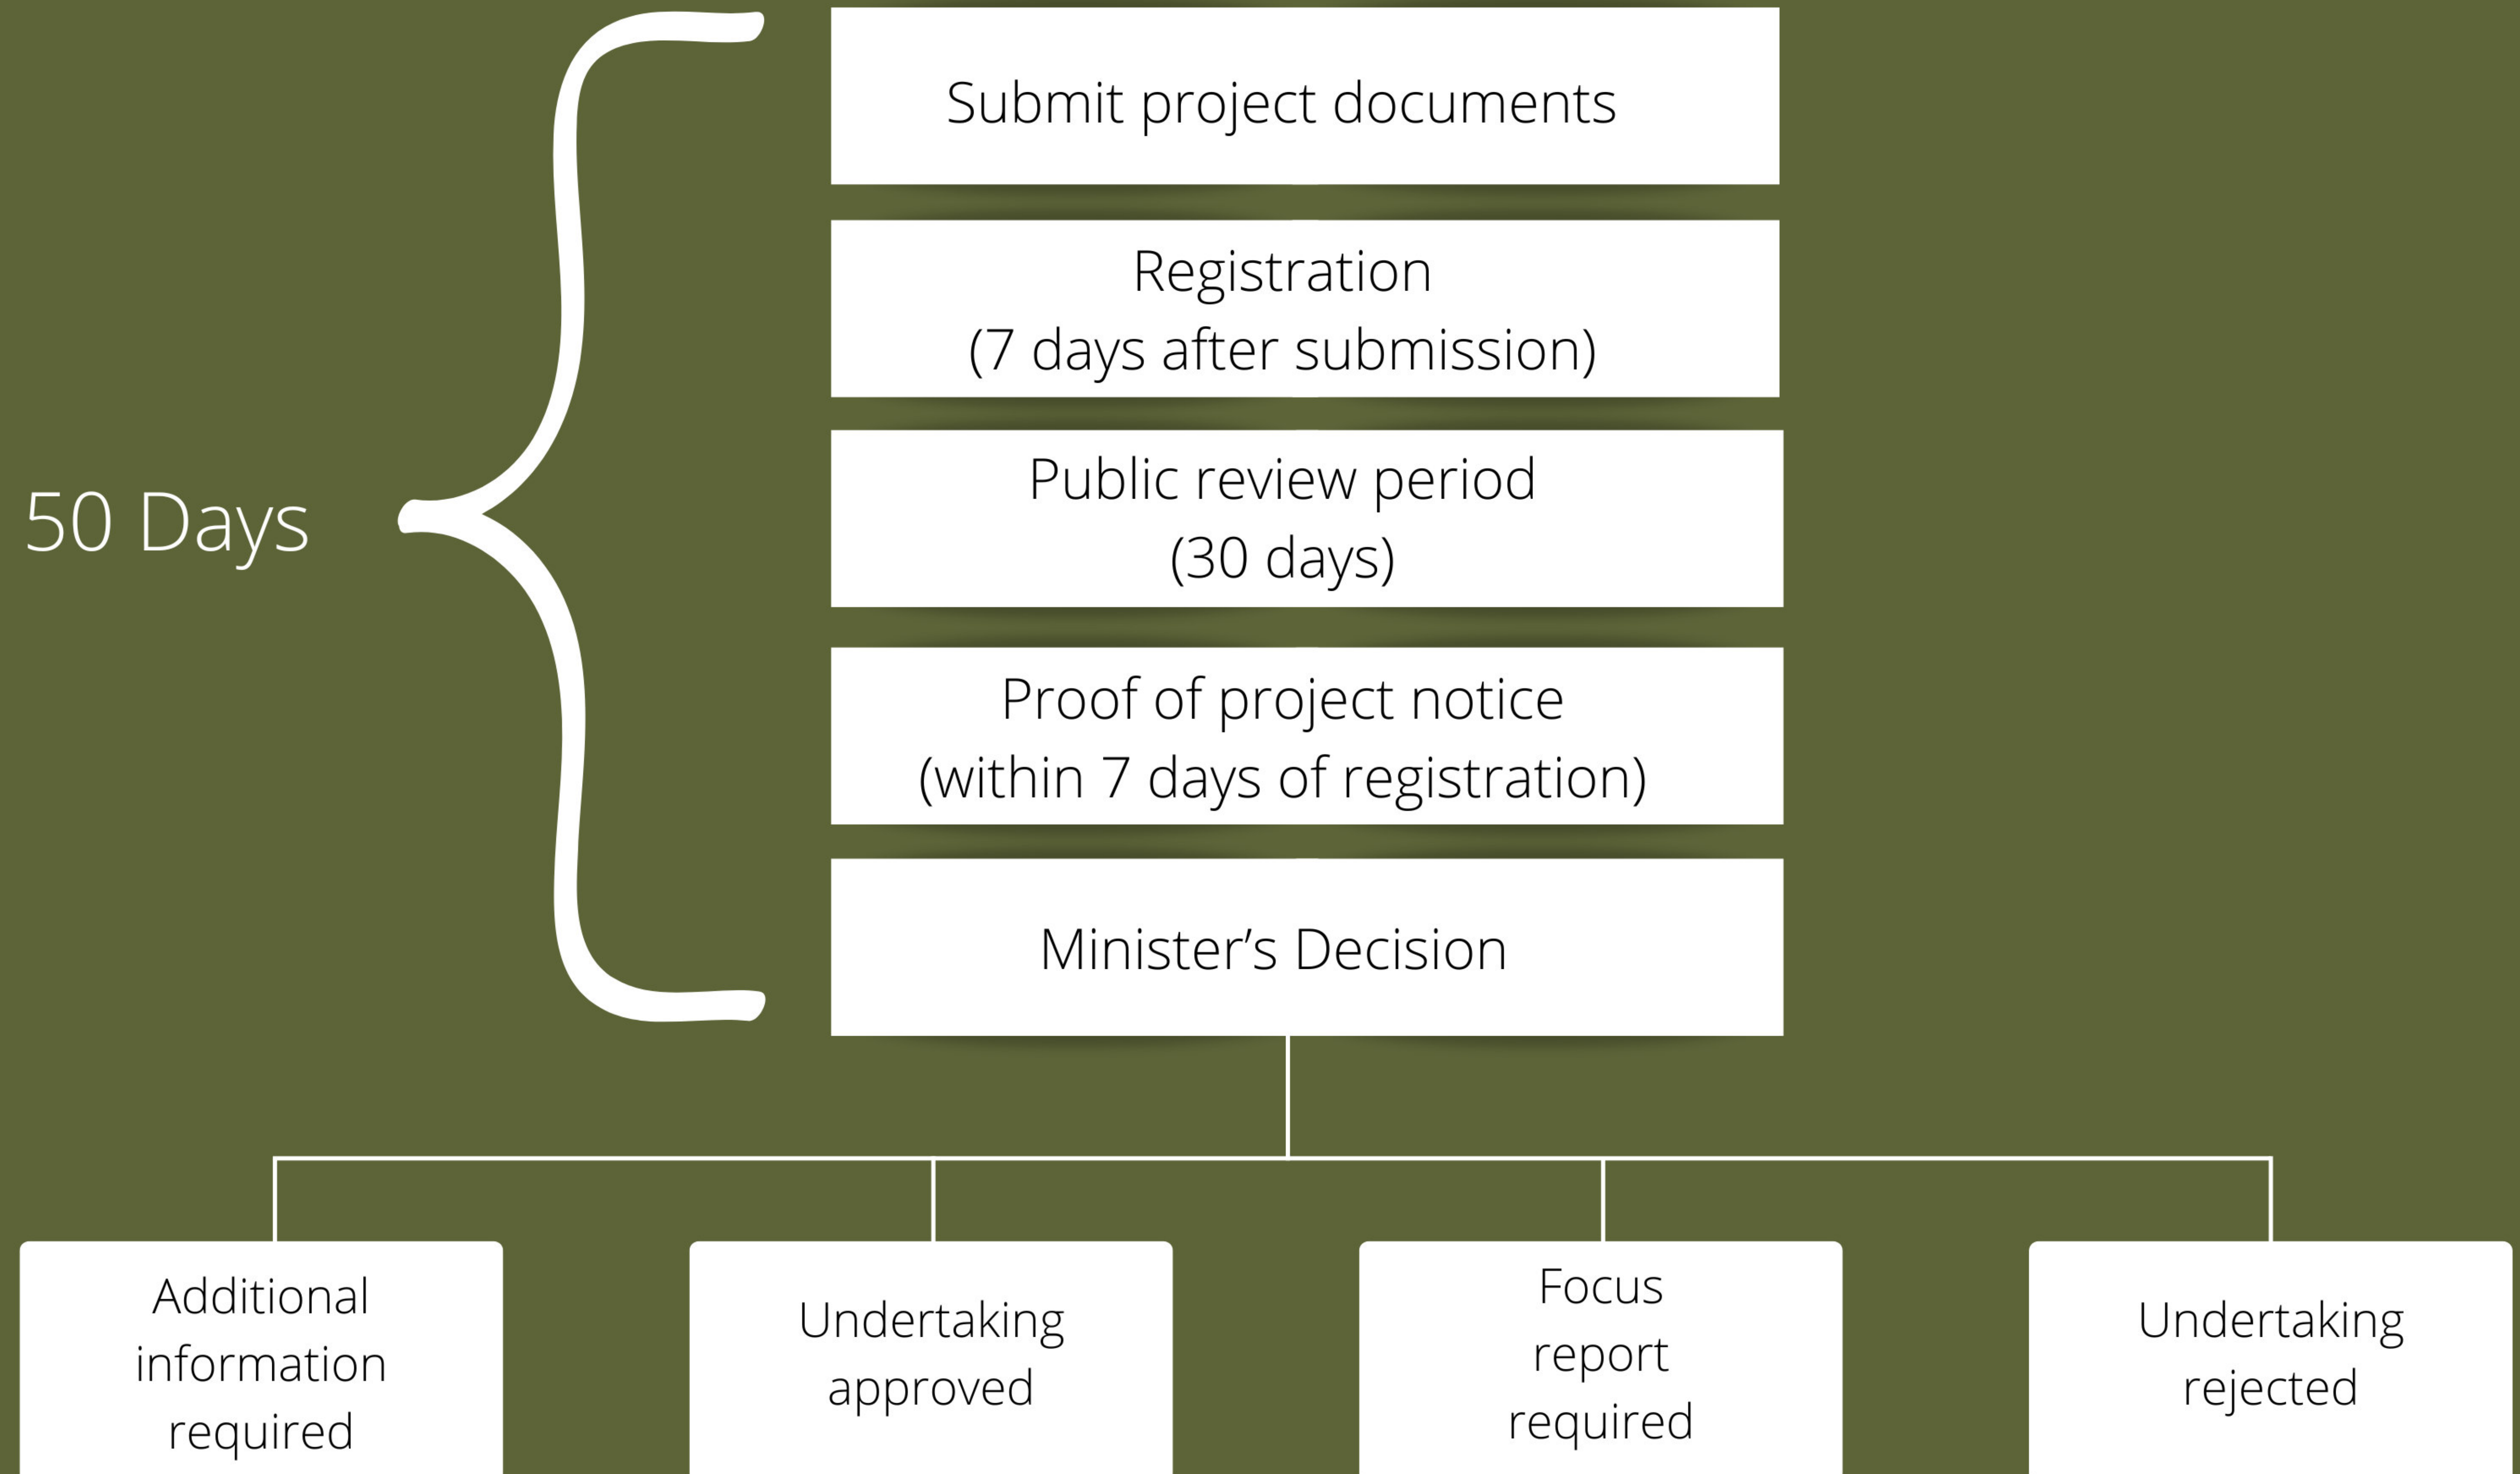 Submit project documents
Registration
(7 days after submission)
Public review period
(30 days)
50 Days
Proof of project notice
(within 7 days of registration)
Minister's Decision
Additional
information
required
Undertaking
approved
Focus
report
required
Undertaking
rejected